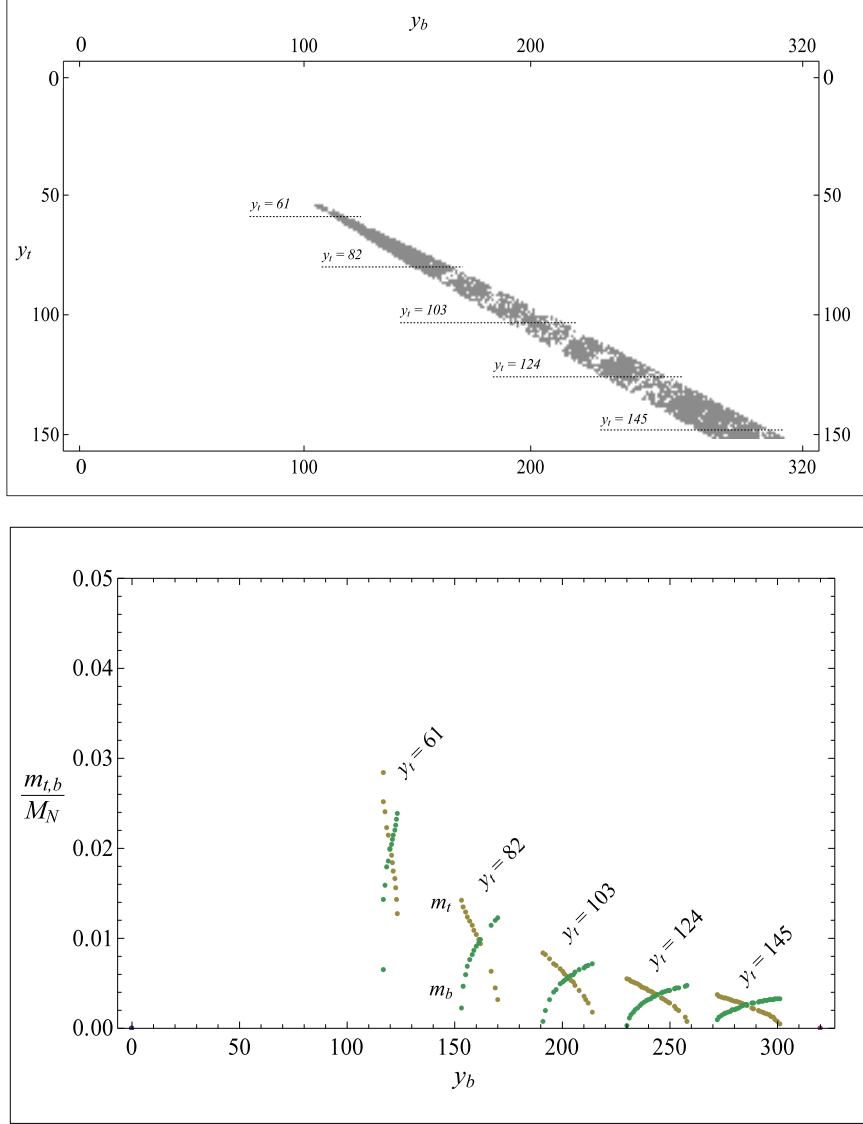 y_b
0 100 200 320
0 0
50 50
y_t = 61
y_t
y_t = 82
100 100
y_t = 103
y_t = 124
y_t = 145
150 150
0 100 200 320
0.05
0.04
0.03
y_t = 61
m_{t,b}
M_N
0.02
y_t = 82
m_t
y_t = 103
0.01
y_t = 124
y_t = 145
m_b
0.00
0 50 100 150 200 250 300
y_b